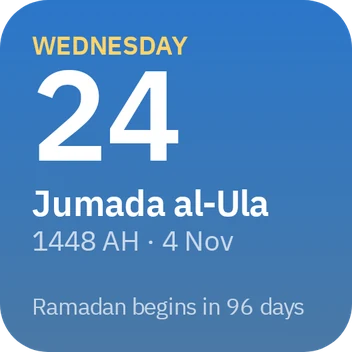 WEDNESDAY
24
Jumada al-Ula
1448 AH · 4 Nov
Ramadan begins in 96 days